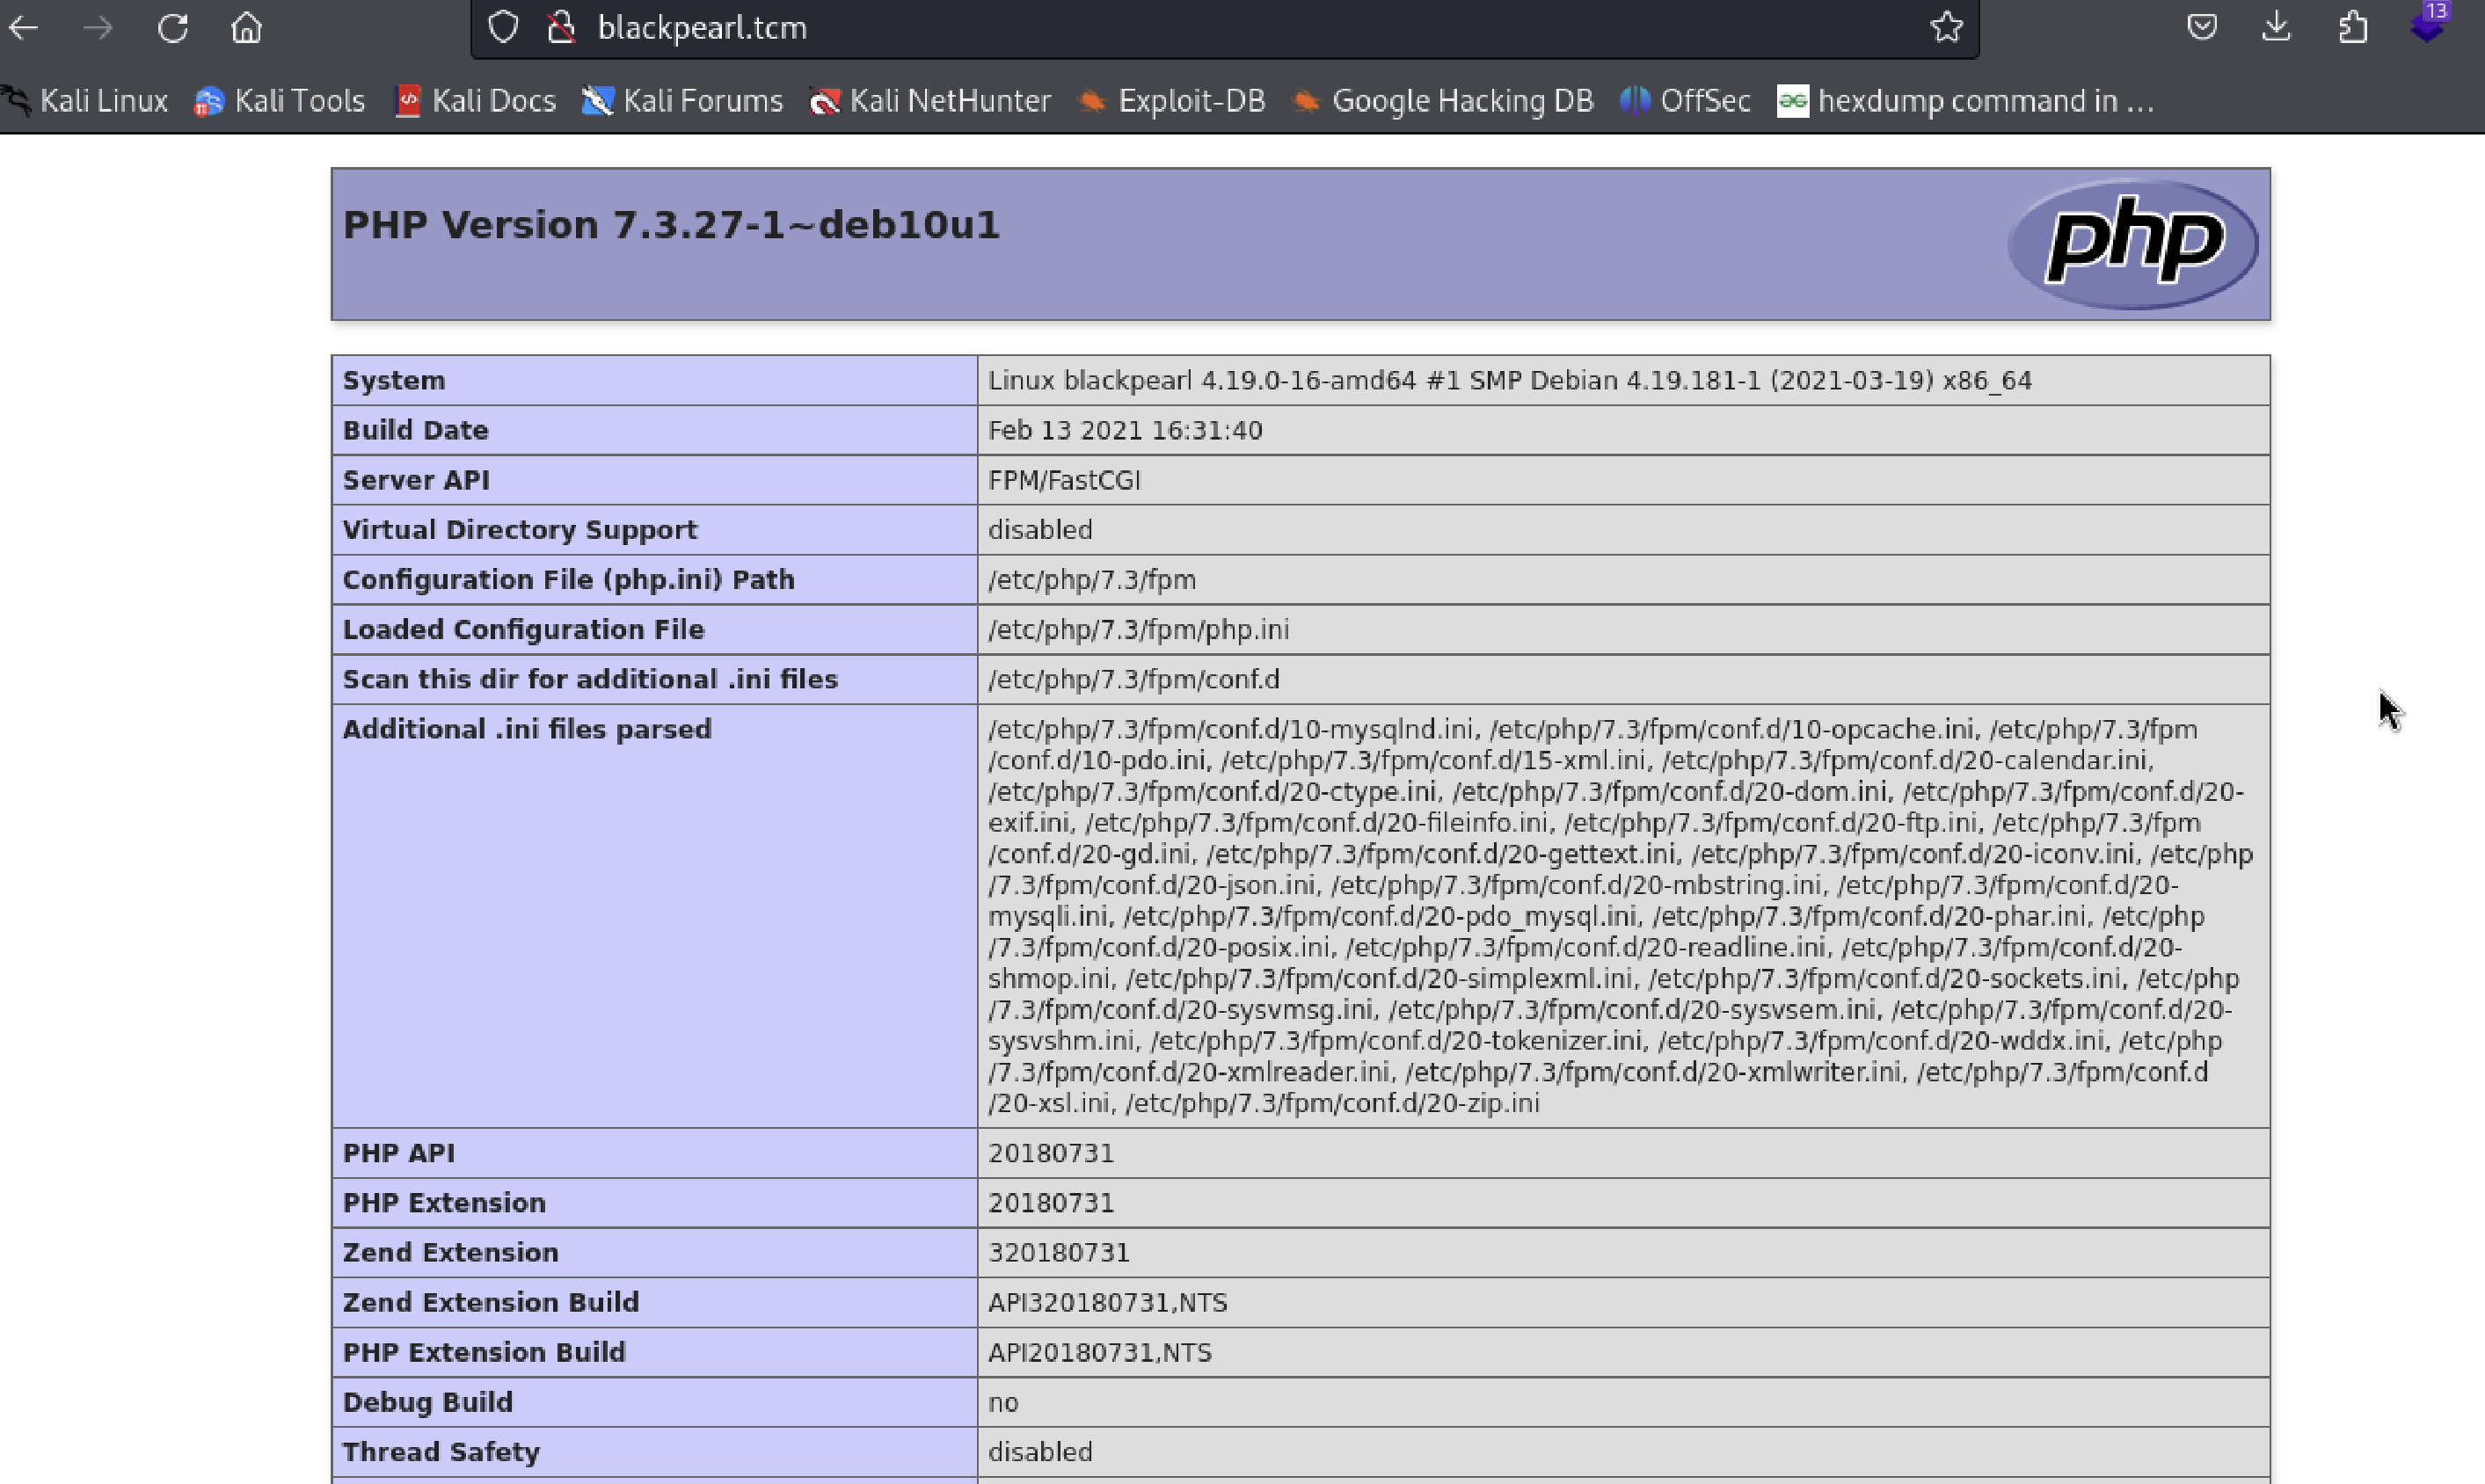 13
blackpearl.tcm
Kali Linux Kali Tools Kali Docs Kali Forums Kali NetHunter Exploit-DB Google Hacking DB OffSec hexdump command in ...
PHP Version 7.3.27-1~deb10u1
php
System Linux blackpearl 4.19.0-16-amd64 #1 SMP Debian 4.19.181-1 (2021-03-19) x86_64
Build Date Feb 13 2021 16:31:40
Server API FPM/FastCGI
Virtual Directory Support disabled
Configuration File (php.ini) Path /etc/php/7.3/fpm
Loaded Configuration File /etc/php/7.3/fpm/php.ini
Scan this dir for additional .ini files /etc/php/7.3/fpm/conf.d
Additional .ini files parsed /etc/php/7.3/fpm/conf.d/10-mysqlnd.ini, /etc/php/7.3/fpm/conf.d/10-opcache.ini, /etc/php/7.3/fpm
/conf.d/10-pdo.ini, /etc/php/7.3/fpm/conf.d/15-xml.ini, /etc/php/7.3/fpm/conf.d/20-calendar.ini,
/etc/php/7.3/fpm/conf.d/20-ctype.ini, /etc/php/7.3/fpm/conf.d/20-dom.ini, /etc/php/7.3/fpm/conf.d/20-
exif.ini, /etc/php/7.3/fpm/conf.d/20-fileinfo.ini, /etc/php/7.3/fpm/conf.d/20-ftp.ini, /etc/php/7.3/fpm
/conf.d/20-gd.ini, /etc/php/7.3/fpm/conf.d/20-gettext.ini, /etc/php/7.3/fpm/conf.d/20-iconv.ini, /etc/php
/7.3/fpm/conf.d/20-json.ini, /etc/php/7.3/fpm/conf.d/20-mbstring.ini, /etc/php/7.3/fpm/conf.d/20-
mysqli.ini, /etc/php/7.3/fpm/conf.d/20-pdo_mysql.ini, /etc/php/7.3/fpm/conf.d/20-phar.ini, /etc/php
/7.3/fpm/conf.d/20-posix.ini, /etc/php/7.3/fpm/conf.d/20-readline.ini, /etc/php/7.3/fpm/conf.d/20-
shmop.ini, /etc/php/7.3/fpm/conf.d/20-simplexml.ini, /etc/php/7.3/fpm/conf.d/20-sockets.ini, /etc/php
/7.3/fpm/conf.d/20-sysvmsg.ini, /etc/php/7.3/fpm/conf.d/20-sysvsem.ini, /etc/php/7.3/fpm/conf.d/20-
sysvshm.ini, /etc/php/7.3/fpm/conf.d/20-tokenizer.ini, /etc/php/7.3/fpm/conf.d/20-wddx.ini, /etc/php
/7.3/fpm/conf.d/20-xmlreader.ini, /etc/php/7.3/fpm/conf.d/20-xmlwriter.ini, /etc/php/7.3/fpm/conf.d
/20-xsl.ini, /etc/php/7.3/fpm/conf.d/20-zip.ini
PHP API 20180731
PHP Extension 20180731
Zend Extension 320180731
Zend Extension Build API320180731,NTS
PHP Extension Build API20180731,NTS
Debug Build no
Thread Safety disabled